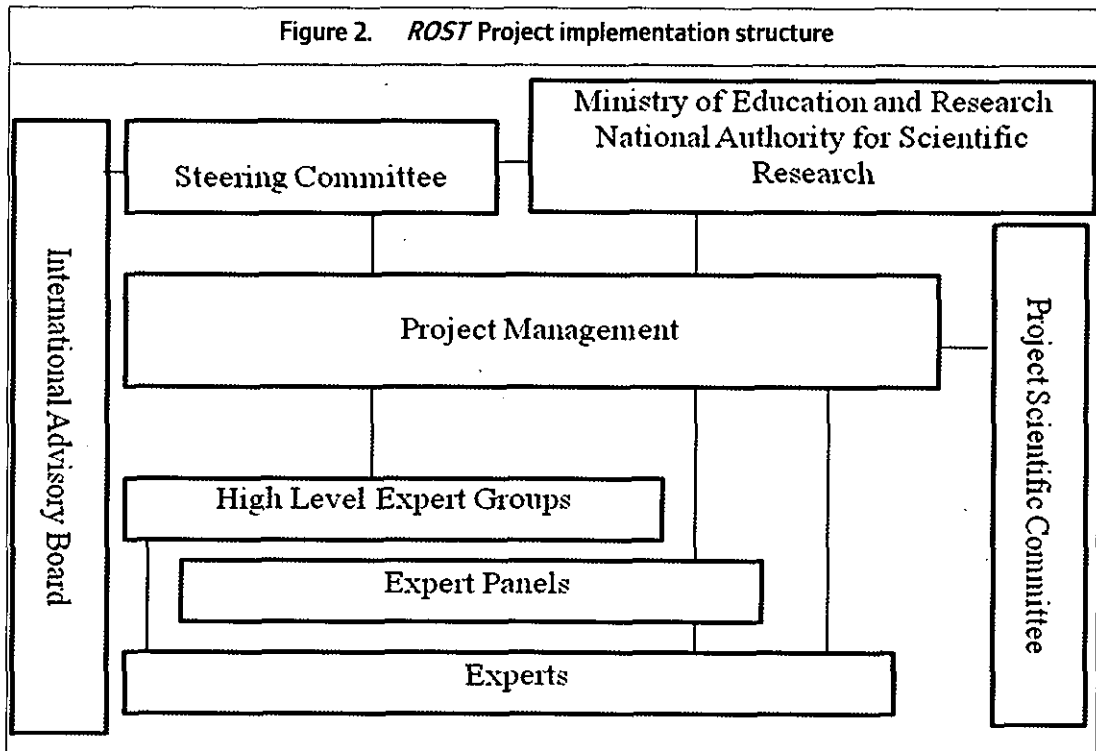 Figure 2. ROST Project implementation structure
Ministry of Education and Research
National Authority for Scientific
Research
Steering Committee
International Advisory Board
Project Management
Project Scientific Committee
High Level Expert Groups
Expert Panels
Experts